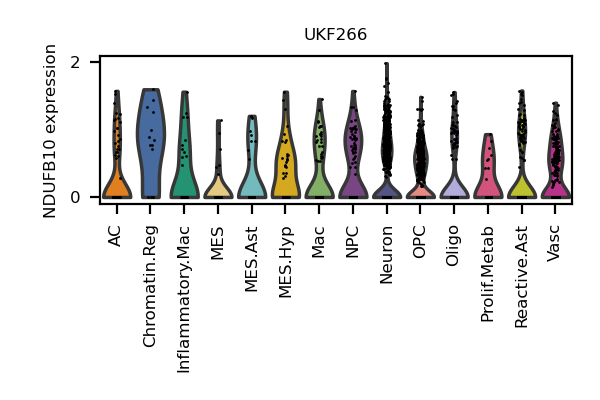 UKF266
NDUFB10 expression
2
0
AC
Chromatin.Reg
Inflammatory.Mac
MES
MES.Ast
MES.Hyp
Mac
NPC
Neuron
OPC
Oligo
Prolif.Metab
Reactive.Ast
Vasc